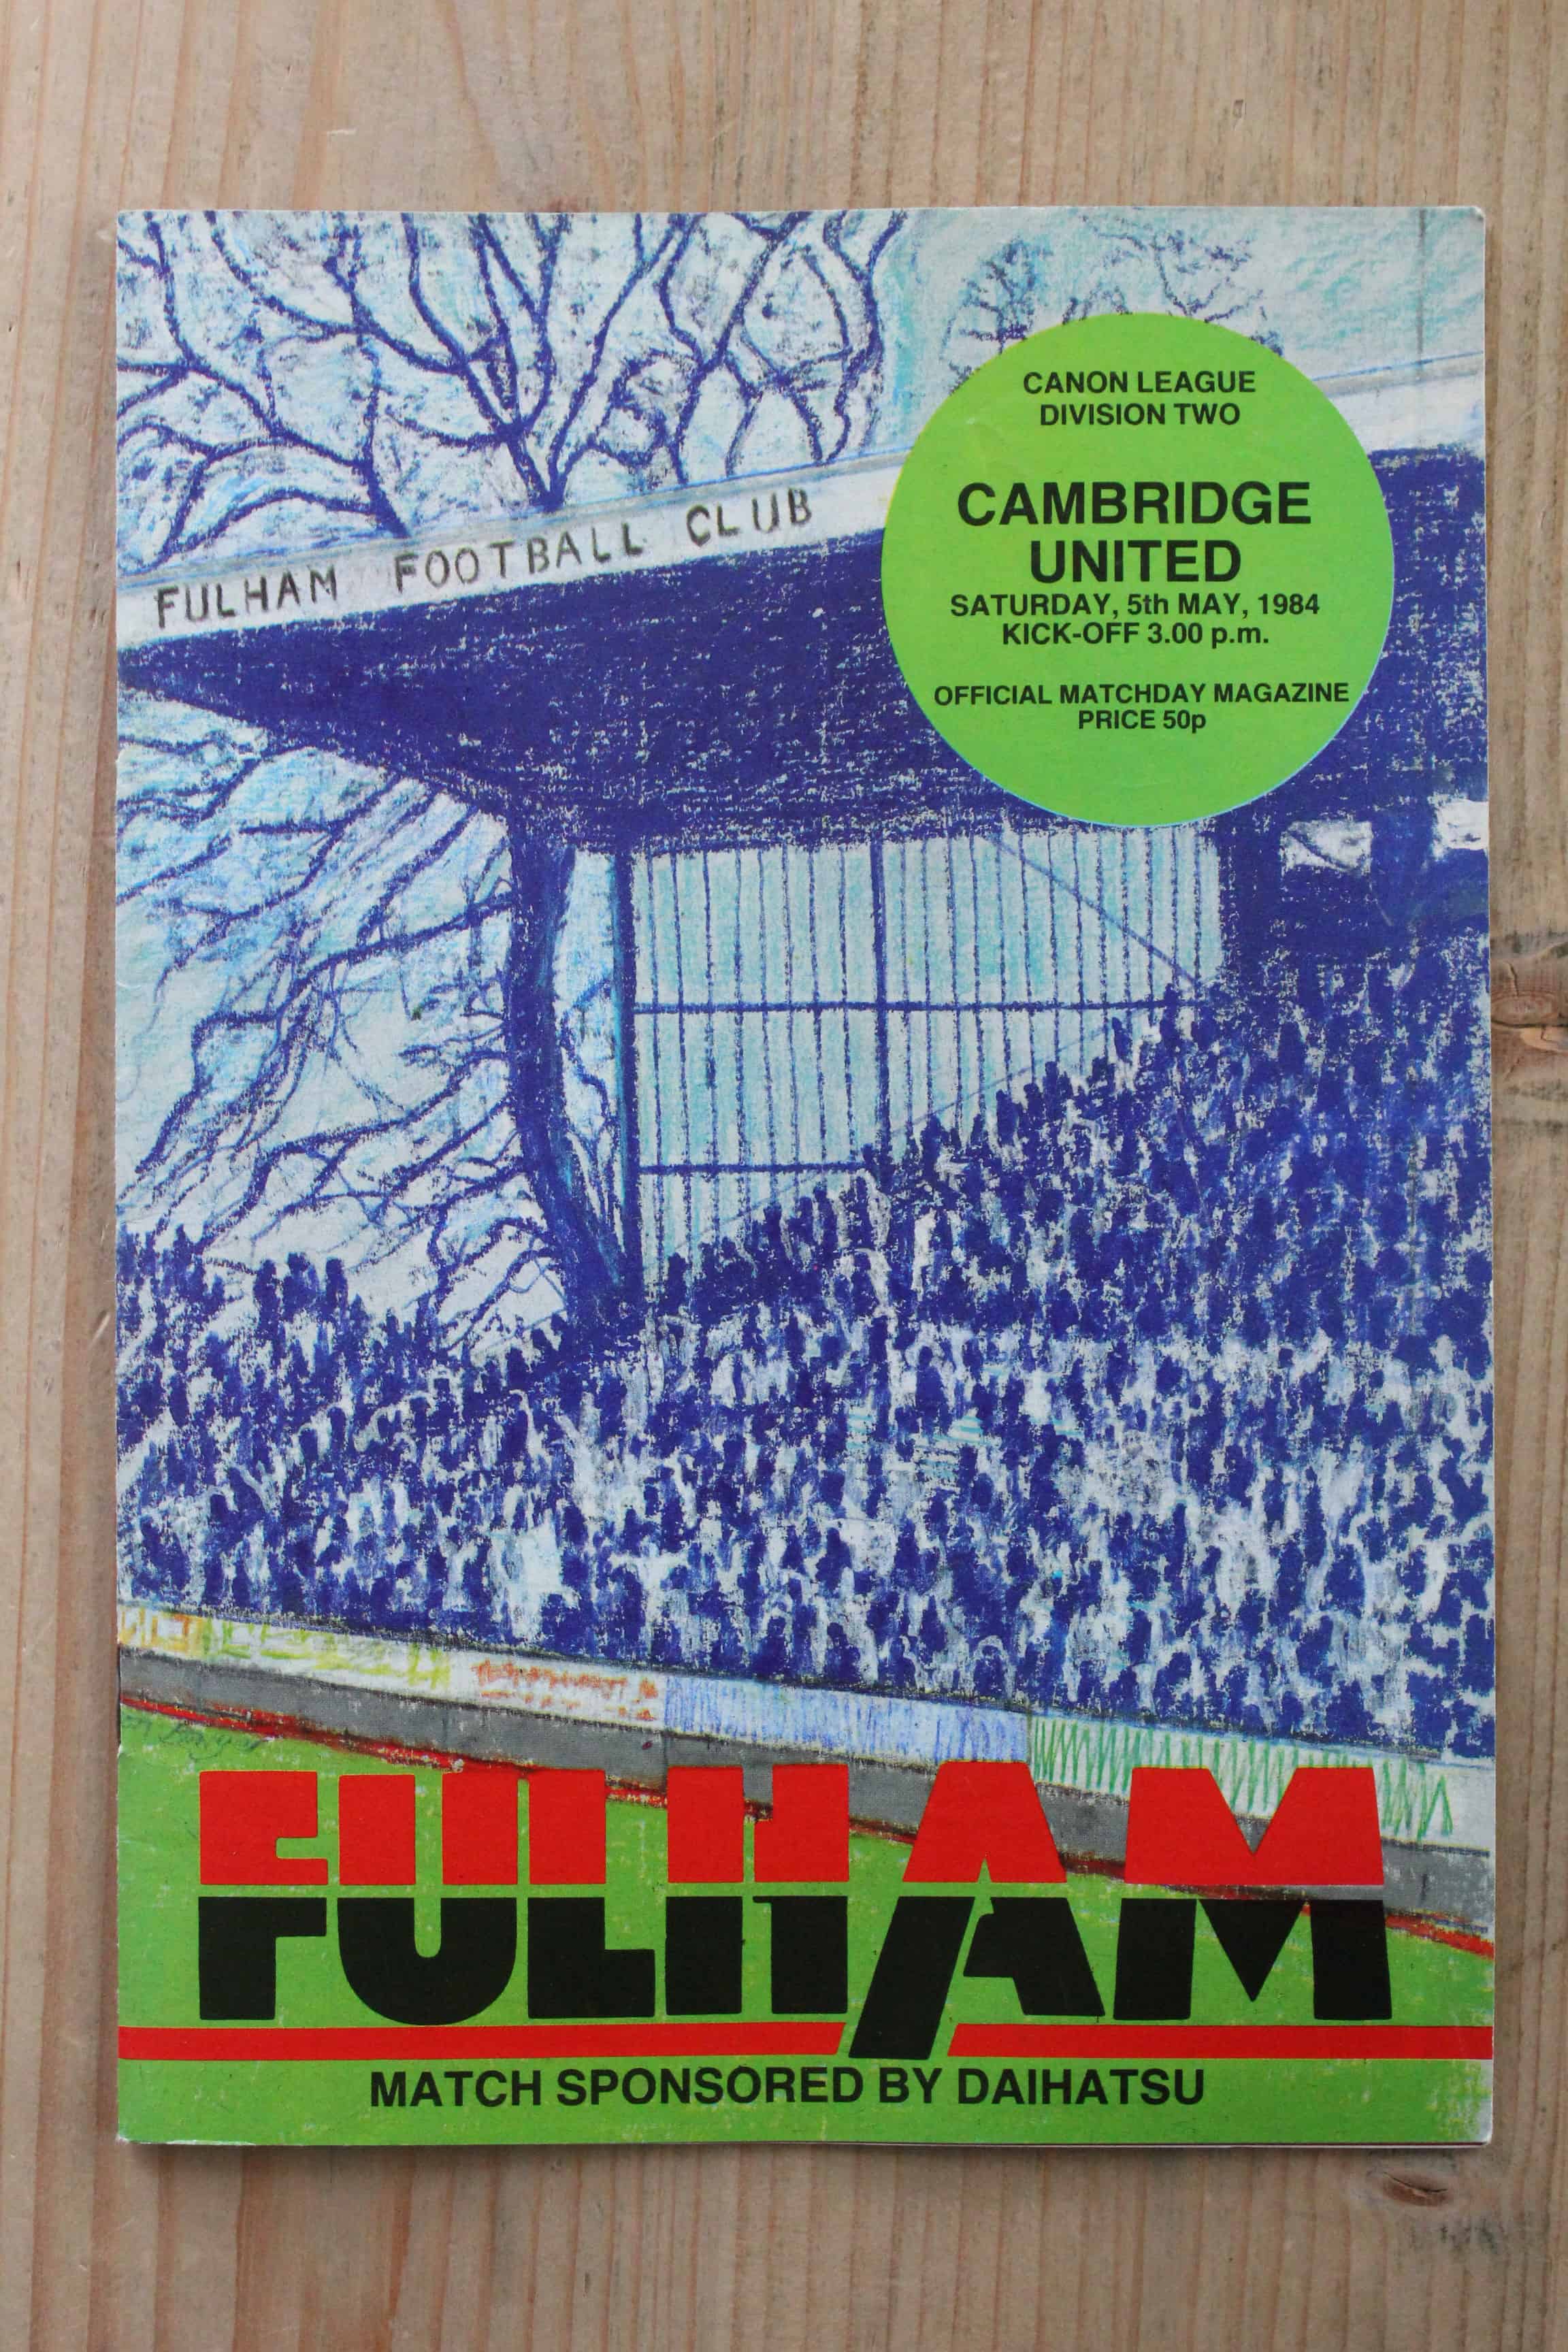 CANON LEAGUE
DIVISION TWO
CAMBRIDGE
UNITED
SATURDAY, 5th MAY, 1984
KICK-OFF 3.00 p.m.
OFFICIAL MATCHDAY MAGAZINE
PRICE 50p
FULHAM FOOTBALL CLUB
FULHAM
MATCH SPONSORED BY DAIHATSU